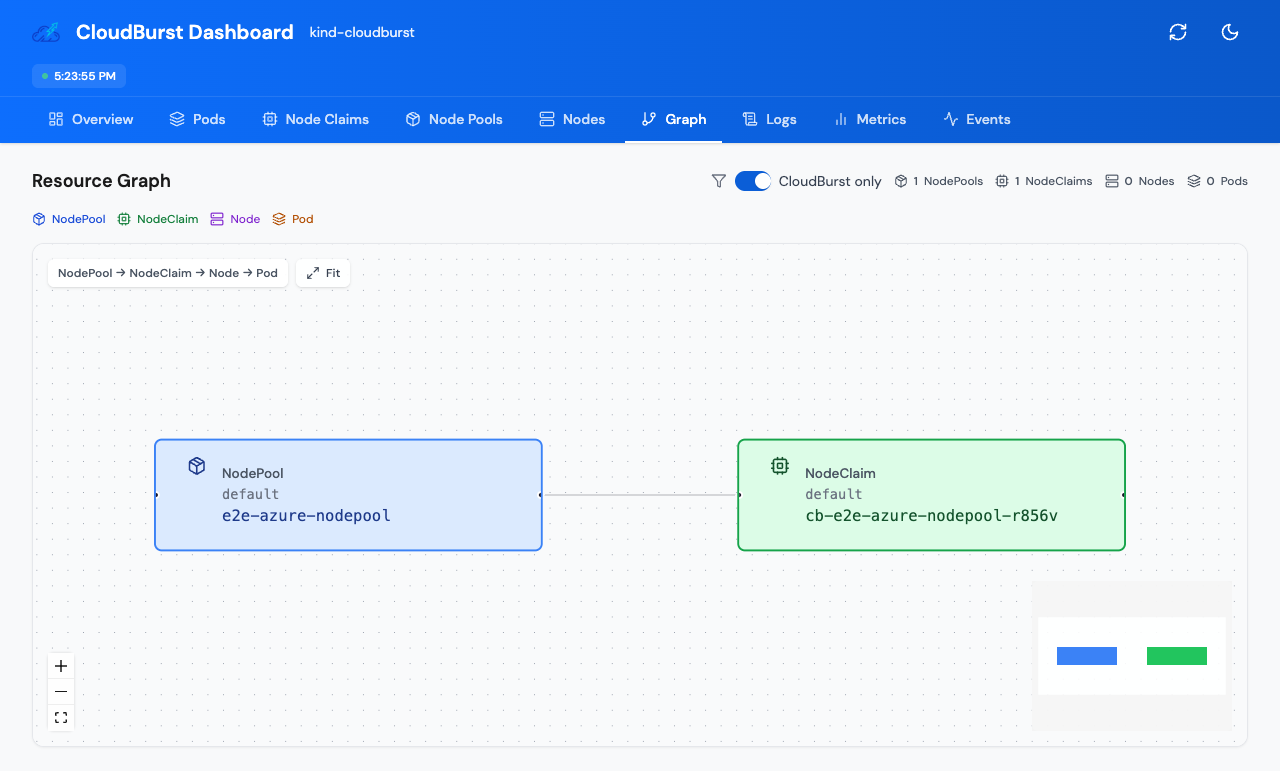 CloudBurst Dashboard kind-cloudburst
5:23:55 PM
Overview Pods Node Claims Node Pools Nodes Graph Logs Metrics Events
Resource Graph
CloudBurst only 1 NodePools 1 NodeClaims 0 Nodes 0 Pods
NodePool NodeClaim Node Pod
NodePool → NodeClaim → Node → Pod Fit
NodePool
default
e2e-azure-nodepool
NodeClaim
default
cb-e2e-azure-nodepool-r856v